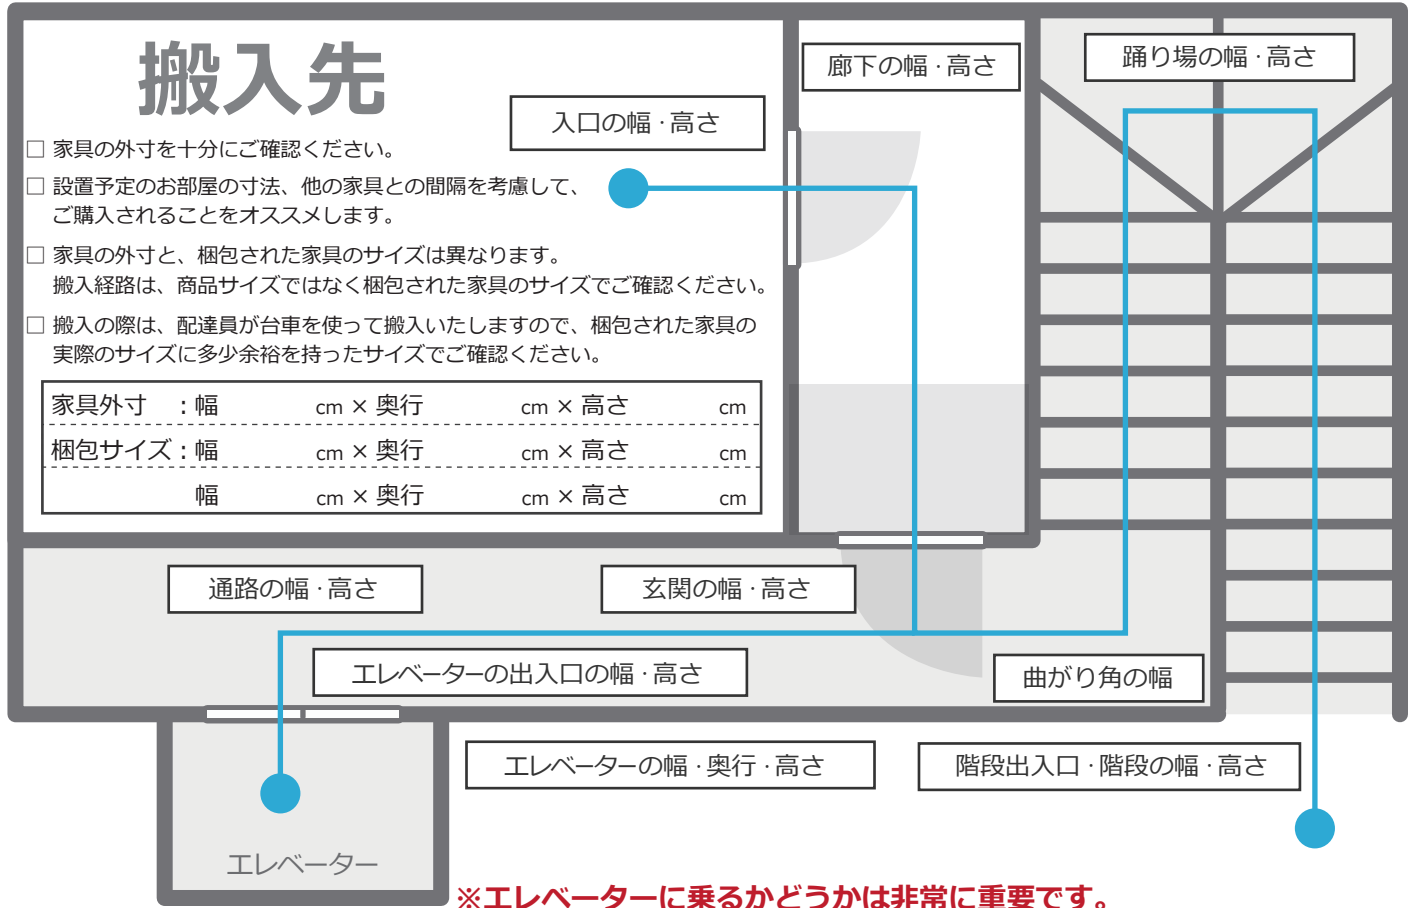 搬入先
廊下の幅・高さ
踊り場の幅・高さ
入口の幅・高さ
□ 家具の外寸を十分にご確認ください。
□ 設置予定のお部屋の寸法、他の家具との間隔を考慮して、
ご購入されることをオススメします。
□ 家具の外寸と、梱包された家具のサイズは異なります。
搬入経路は、商品サイズではなく梱包された家具のサイズでご確認ください。
□ 搬入の際は、配達員が台車を使って搬入いたしますので、梱包された家具の
実際のサイズに多少余裕を持ったサイズでご確認ください。
家具外寸 :幅 cm × 奥行 cm × 高さ cm
梱包サイズ:幅 cm × 奥行 cm × 高さ cm
幅 cm × 奥行 cm × 高さ cm
通路の幅・高さ
玄関の幅・高さ
エレベーターの出入口の幅・高さ
曲がり角の幅
エレベーターの幅・奥行・高さ
階段出入口・階段の幅・高さ
エレベーター
※エレベーターに乗るかどうかは非常に重要です。